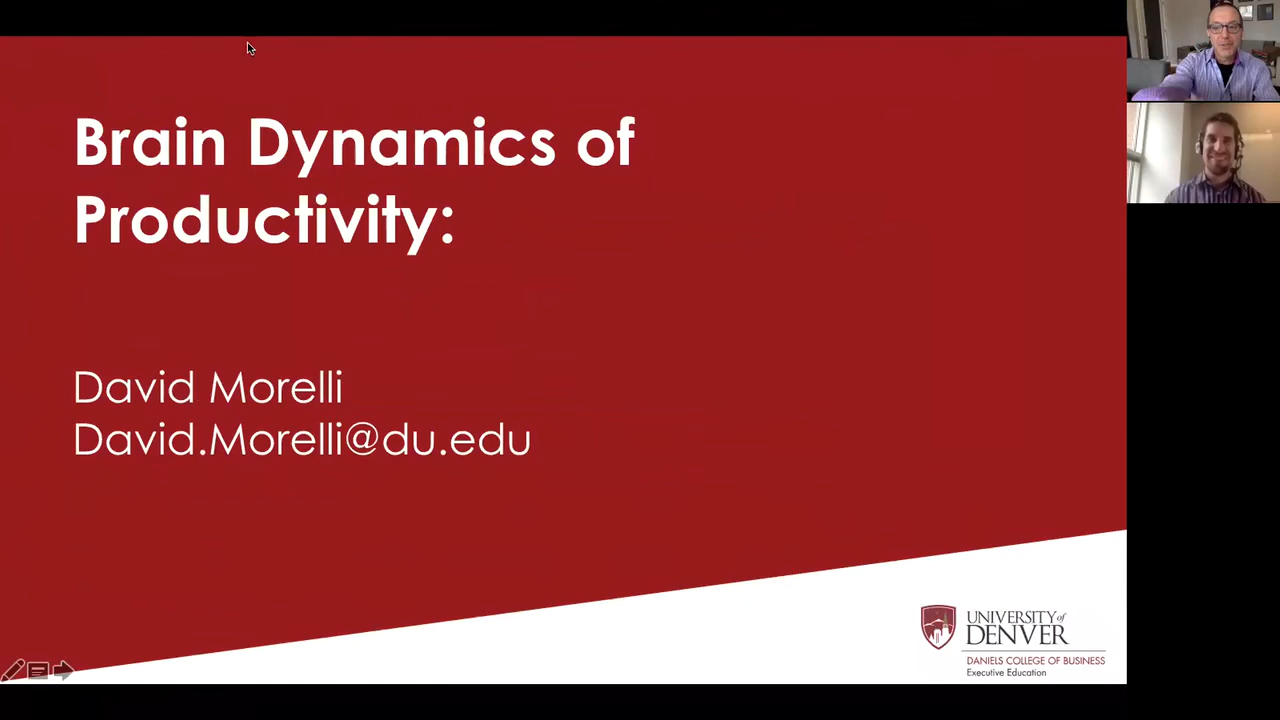 Brain Dynamics of
Productivity:
David Morelli
David.Morelli@du.edu
UNIVERSITY of
DENVER
DANIELS COLLEGE OF BUSINESS
Executive Education